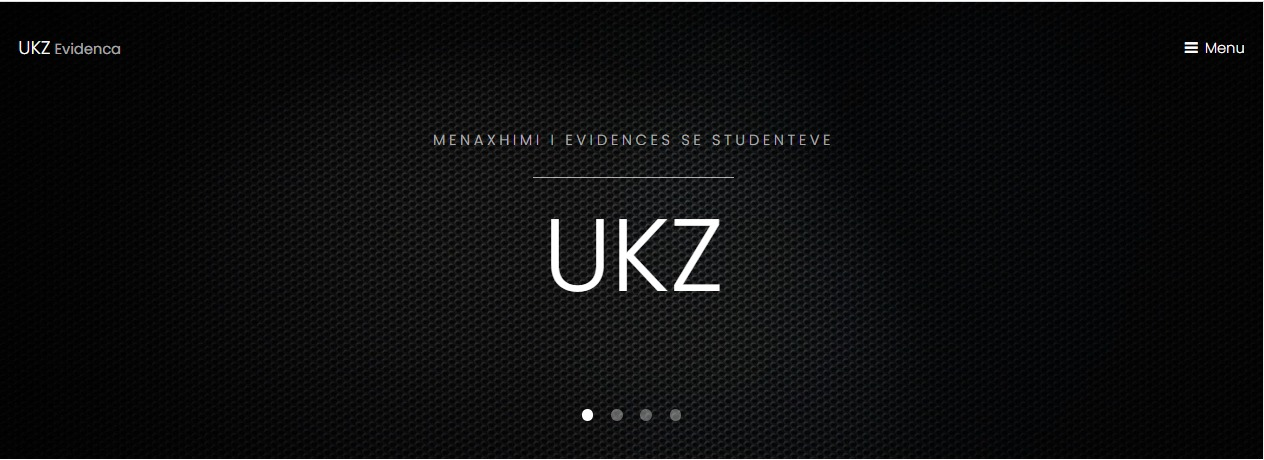 UKZ Evidenca
Menu
MENAXHIMI I EVIDENCES SE STUDENTEVE
UKZ